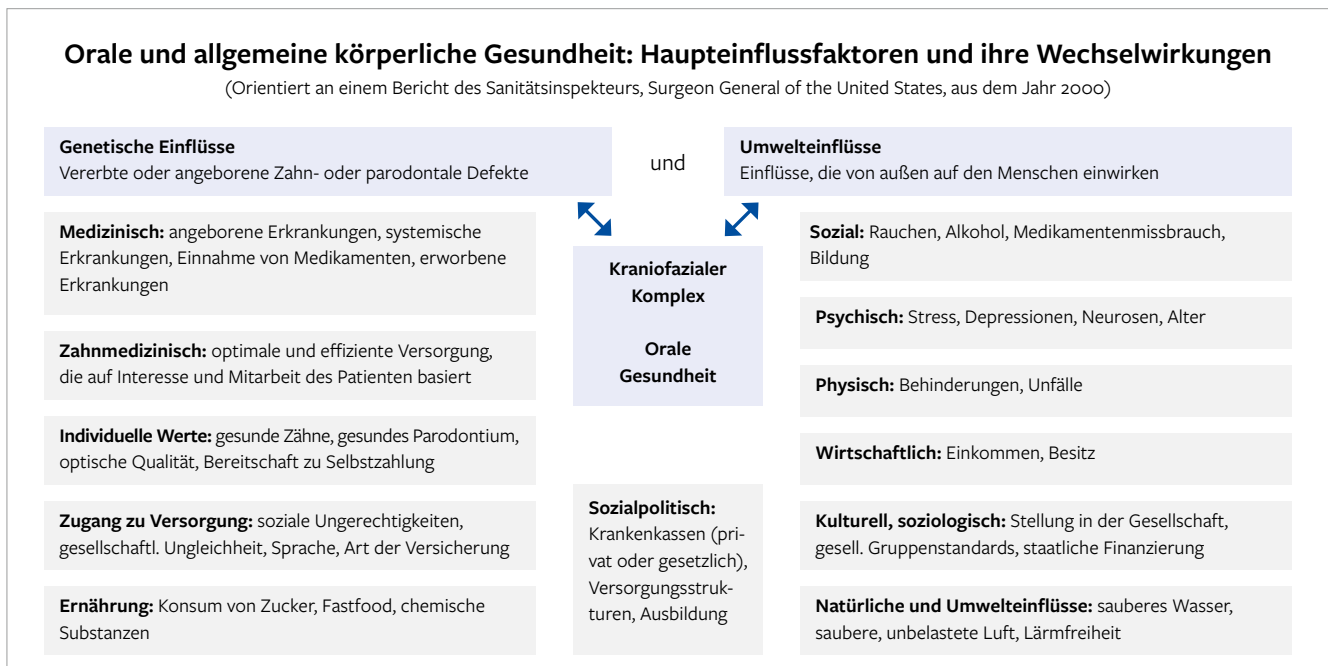 Orale und allgemeine körperliche Gesundheit: Haupteinflussfaktoren und ihre Wechselwirkungen
(Orientiert an einem Bericht des Sanitätsinspekteurs, Surgeon General of the United States, aus dem Jahr 2000)
Genetische Einflüsse
Vererbte oder angeborene Zahn- oder parodontale Defekte
und
Umwelteinflüsse
Einflüsse, die von außen auf den Menschen einwirken
Medizinisch: angeborene Erkrankungen, systemische
Erkrankungen, Einnahme von Medikamenten, erworbene
Erkrankungen
Zahnmedizinisch: optimale und effiziente Versorgung,
die auf Interesse und Mitarbeit des Patienten basiert
Individuelle Werte: gesunde Zähne, gesundes Parodontium,
optische Qualität, Bereitschaft zu Selbstzahlung
Zugang zu Versorgung: soziale Ungerechtigkeiten,
gesellschaftl. Ungleichheit, Sprache, Art der Versicherung
Ernährung: Konsum von Zucker, Fastfood, chemische
Substanzen
Kraniofazialer
Komplex
Orale
Gesundheit
Sozialpolitisch:
Krankenkassen (pri-
vat oder gesetzlich),
Versorgungsstruk-
turen, Ausbildung
Sozial: Rauchen, Alkohol, Medikamentenmissbrauch,
Bildung
Psychisch: Stress, Depressionen, Neurosen, Alter
Physisch: Behinderungen, Unfälle
Wirtschaftlich: Einkommen, Besitz
Kulturell, soziologisch: Stellung in der Gesellschaft,
gesell. Gruppenstandards, staatliche Finanzierung
Natürliche und Umwelteinflüsse: sauberes Wasser,
saubere, unbelastete Luft, Lärmfreiheit